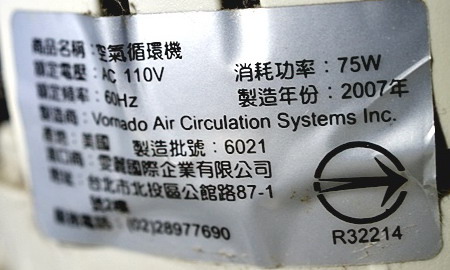 商品名稱：空氣循環機
額定電壓：AC 110V 消耗功率：75W
額定頻率：60Hz 製造年份：2007年
製造商：Vornado Air Circulation Systems Inc.
產地：美國 製造批號：6021
進口商：雯麗國際企業有限公司
地址：台北市北投區公館路87-1
號2樓
服務電話：(02)28977690
R32214